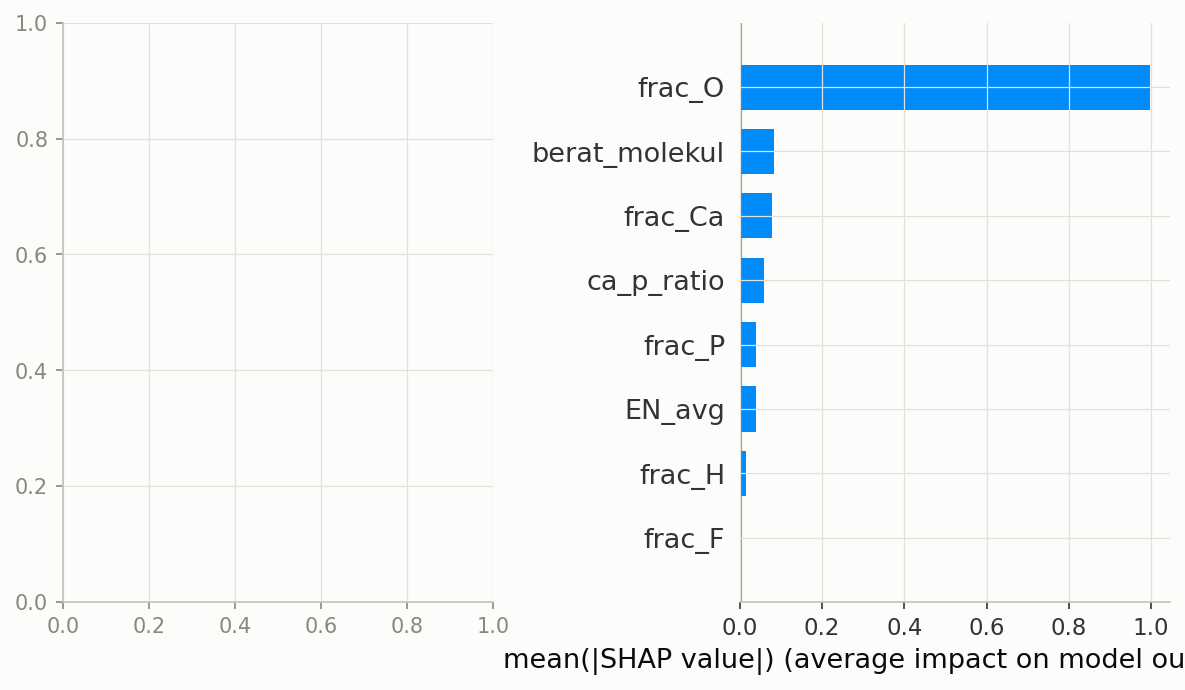 1.0
0.8
0.6
0.4
0.2
0.0
0.0 0.2 0.4 0.6 0.8 1.0
frac_O
berat_molekul
frac_Ca
ca_p_ratio
frac_P
EN_avg
frac_H
frac_F
0.0 0.2 0.4 0.6 0.8 1.0
mean(|SHAP value|) (average impact on model ou